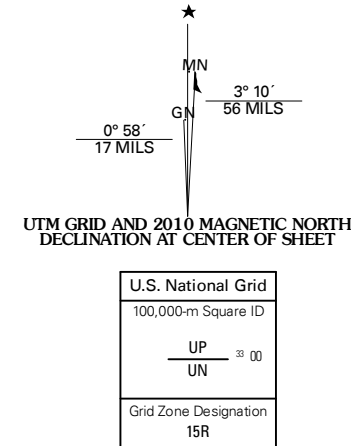 ★
MN
3° 10´
56 MILS
GN
0° 58´
17 MILS
UTM GRID AND 2010 MAGNETIC NORTH
DECLINATION AT CENTER OF SHEET
U.S. National Grid
100,000-m Square ID
UP
33 00
UN
Grid Zone Designation
15R